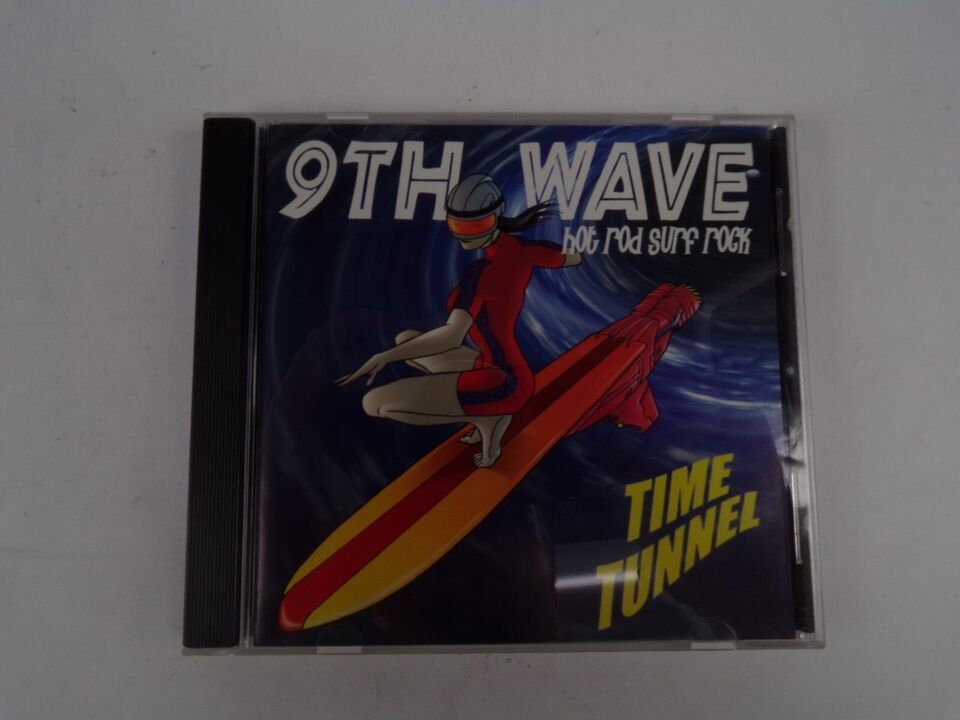 9TH WAVE
hot rod surf rock
TIME
TUNNEL